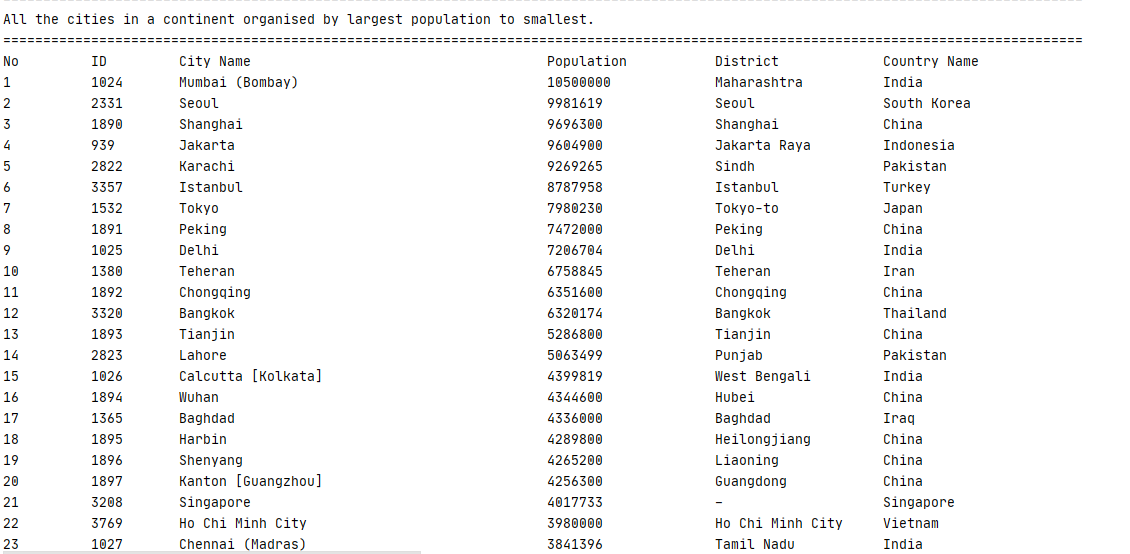 All the cities in a continent organised by largest population to smallest.
No ID City Name Population District Country Name
1 1024 Mumbai (Bombay) 10500000 Maharashtra India
2 2331 Seoul 9981619 Seoul South Korea
3 1890 Shanghai 9696300 Shanghai China
4 939 Jakarta 9604900 Jakarta Raya Indonesia
5 2822 Karachi 9269265 Sindh Pakistan
6 3357 Istanbul 8787958 Istanbul Turkey
7 1532 Tokyo 7980230 Tokyo-to Japan
8 1891 Peking 7472000 Peking China
9 1025 Delhi 7206704 Delhi India
10 1380 Teheran 6758845 Teheran Iran
11 1892 Chongqing 6351600 Chongqing China
12 3320 Bangkok 6320174 Bangkok Thailand
13 1893 Tianjin 5286800 Tianjin China
14 2823 Lahore 5063499 Punjab Pakistan
15 1026 Calcutta [Kolkata] 4399819 West Bengali India
16 1894 Wuhan 4344600 Hubei China
17 1365 Baghdad 4336000 Baghdad Iraq
18 1895 Harbin 4289800 Heilongjiang China
19 1896 Shenyang 4265200 Liaoning China
20 1897 Kanton [Guangzhou] 4256300 Guangdong China
21 3208 Singapore 4017733 – Singapore
22 3769 Ho Chi Minh City 3980000 Ho Chi Minh City Vietnam
23 1027 Chennai (Madras) 3841396 Tamil Nadu India